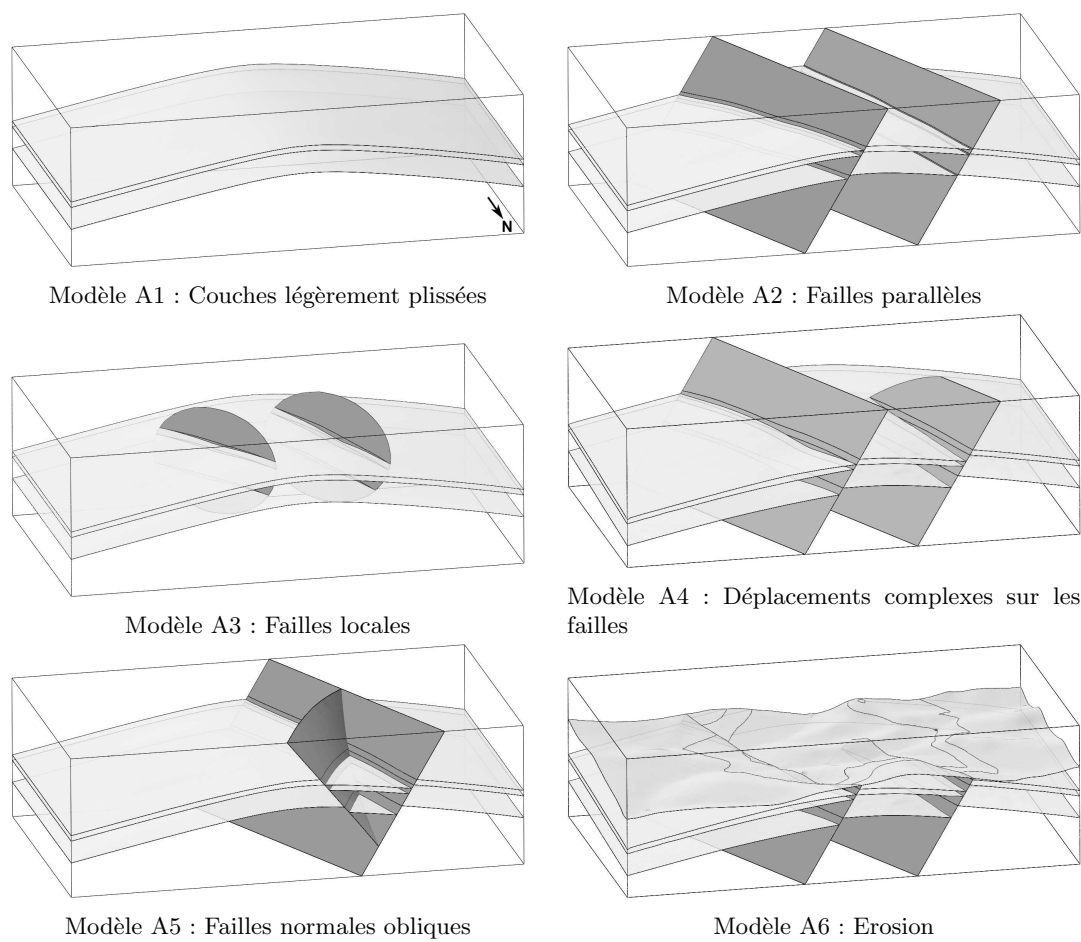 N
Modèle A1 : Couches légèrement plissées
Modèle A2 : Failles parallèles
Modèle A3 : Failles locales
Modèle A4 : Déplacements complexes sur les
failles
Modèle A5 : Failles normales obliques
Modèle A6 : Erosion